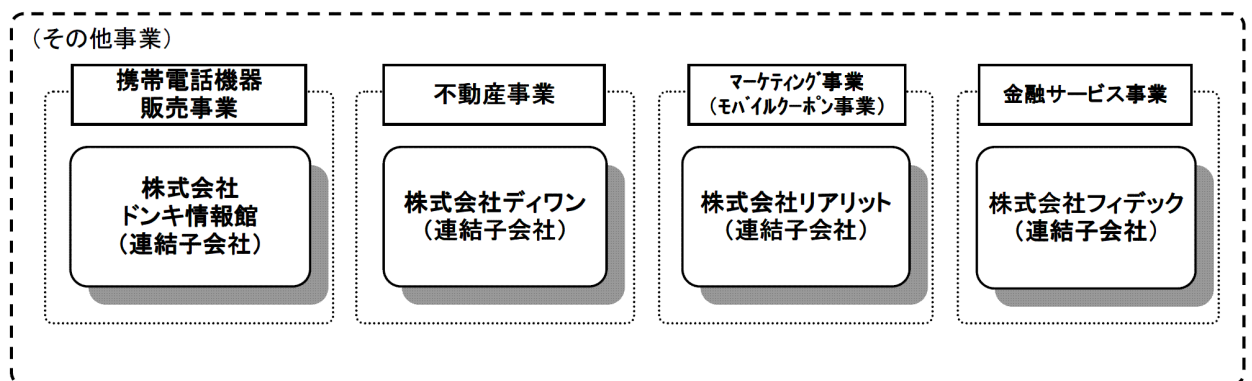 (その他事業)
携帯電話機器
販売事業
株式会社
ドンキ情報館
(連結子会社)
不動産事業
株式会社ディワン
(連結子会社)
ﾏｰｹﾃｨﾝｸﾞ事業
(ﾓﾊﾞｲﾙｸｰﾎﾟﾝ事業)
株式会社リアリット
(連結子会社)
金融サービス事業
株式会社フィデック
(連結子会社)